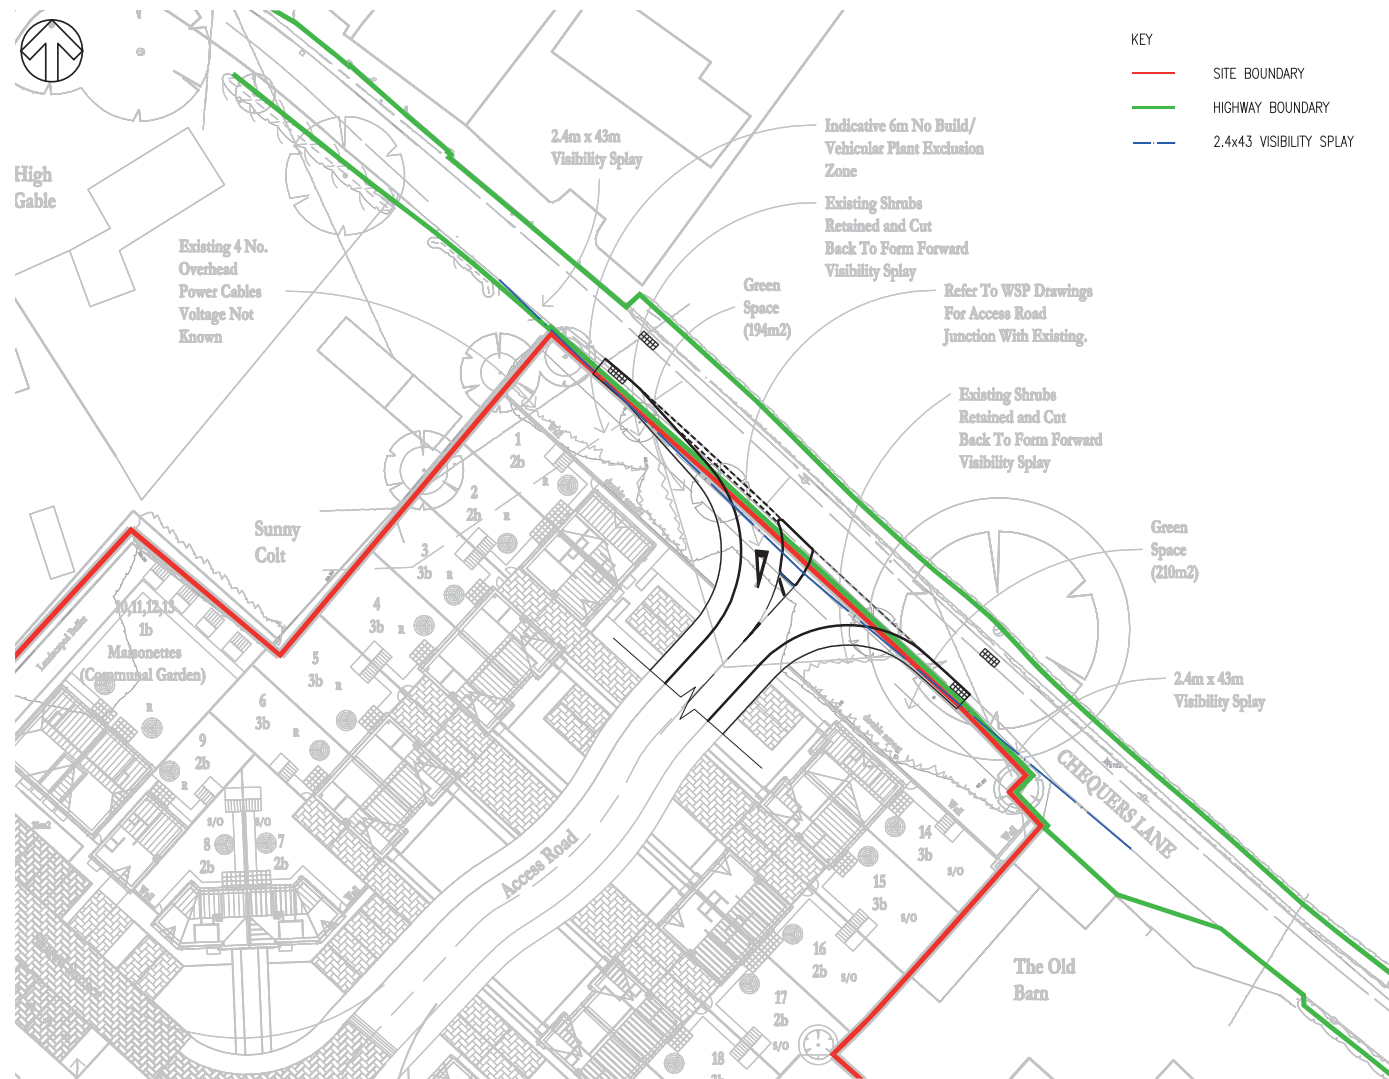 KEY
SITE BOUNDARY
HIGHWAY BOUNDARY
2.4x43 VISIBILITY SPLAY
2.4m x 43m
Visibility Splay
Indicative 6m No Build/
Vehicular Plant Exclusion
Zone
High
Gable
Existing Shrubs
Retained and Cut
Back To Form Forward
Visibility Splay
Existing 4 No.
Overhead
Power Cables
Voltage Not
Known
Green
Space
(194m2)
Refer To WSP Drawings
For Access Road
Junction With Existing.
Existing Shrubs
Retained and Cut
Back To Form Forward
Visibility Splay
Sunny
Colt
Green
Space
(210m2)
1
2b
R
2
2b
R
3
3b
R
4
3b
R
5
3b
R
6
3b
R
10,11,12,13
1b
Maisonettes
(Communal Garden)
Landscaped Buffer
R
9
2b
R
S/O
S/O
8
2b
7
2b
Wall
Wall
Access Road
2.4m x 43m
Visibility Splay
CHEQUERS LANE
Wall
Wall
14
3b
S/O
15
3b
S/O
16
2b
S/O
17
2b
S/O
18
The Old
Barn